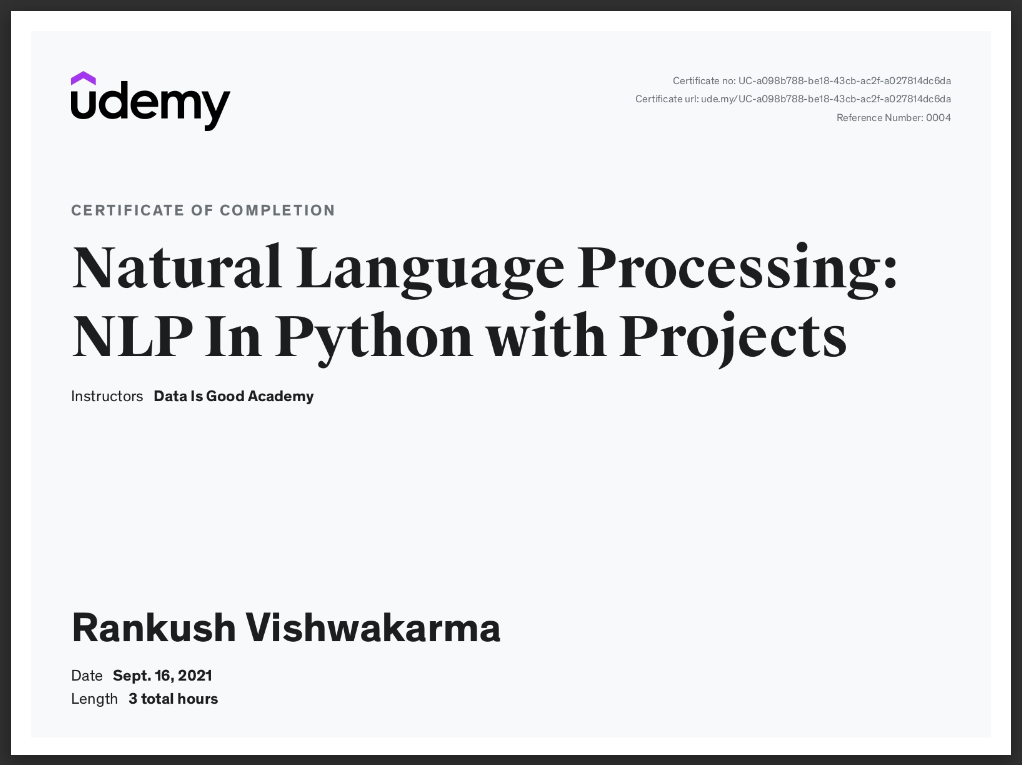 udemy
Certificate no: UC-a098b788-be18-43cb-ac2f-a027814dc6da
Certificate url: ude.my/UC-a098b788-be18-43cb-ac2f-a027814dc6da
Reference Number: 0004
CERTIFICATE OF COMPLETION
Natural Language Processing:
NLP In Python with Projects
Instructors Data Is Good Academy
Rankush Vishwakarma
Date Sept. 16, 2021
Length 3 total hours